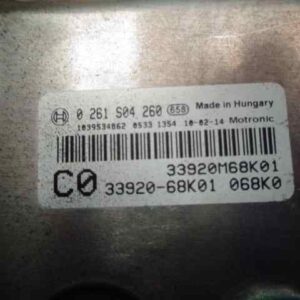 0 261 S04 260 658 Made in Hungary
1039S34862 0533 1354 10-02-14 Motronic
33920M68K01
C0 33920-68K01 068K0